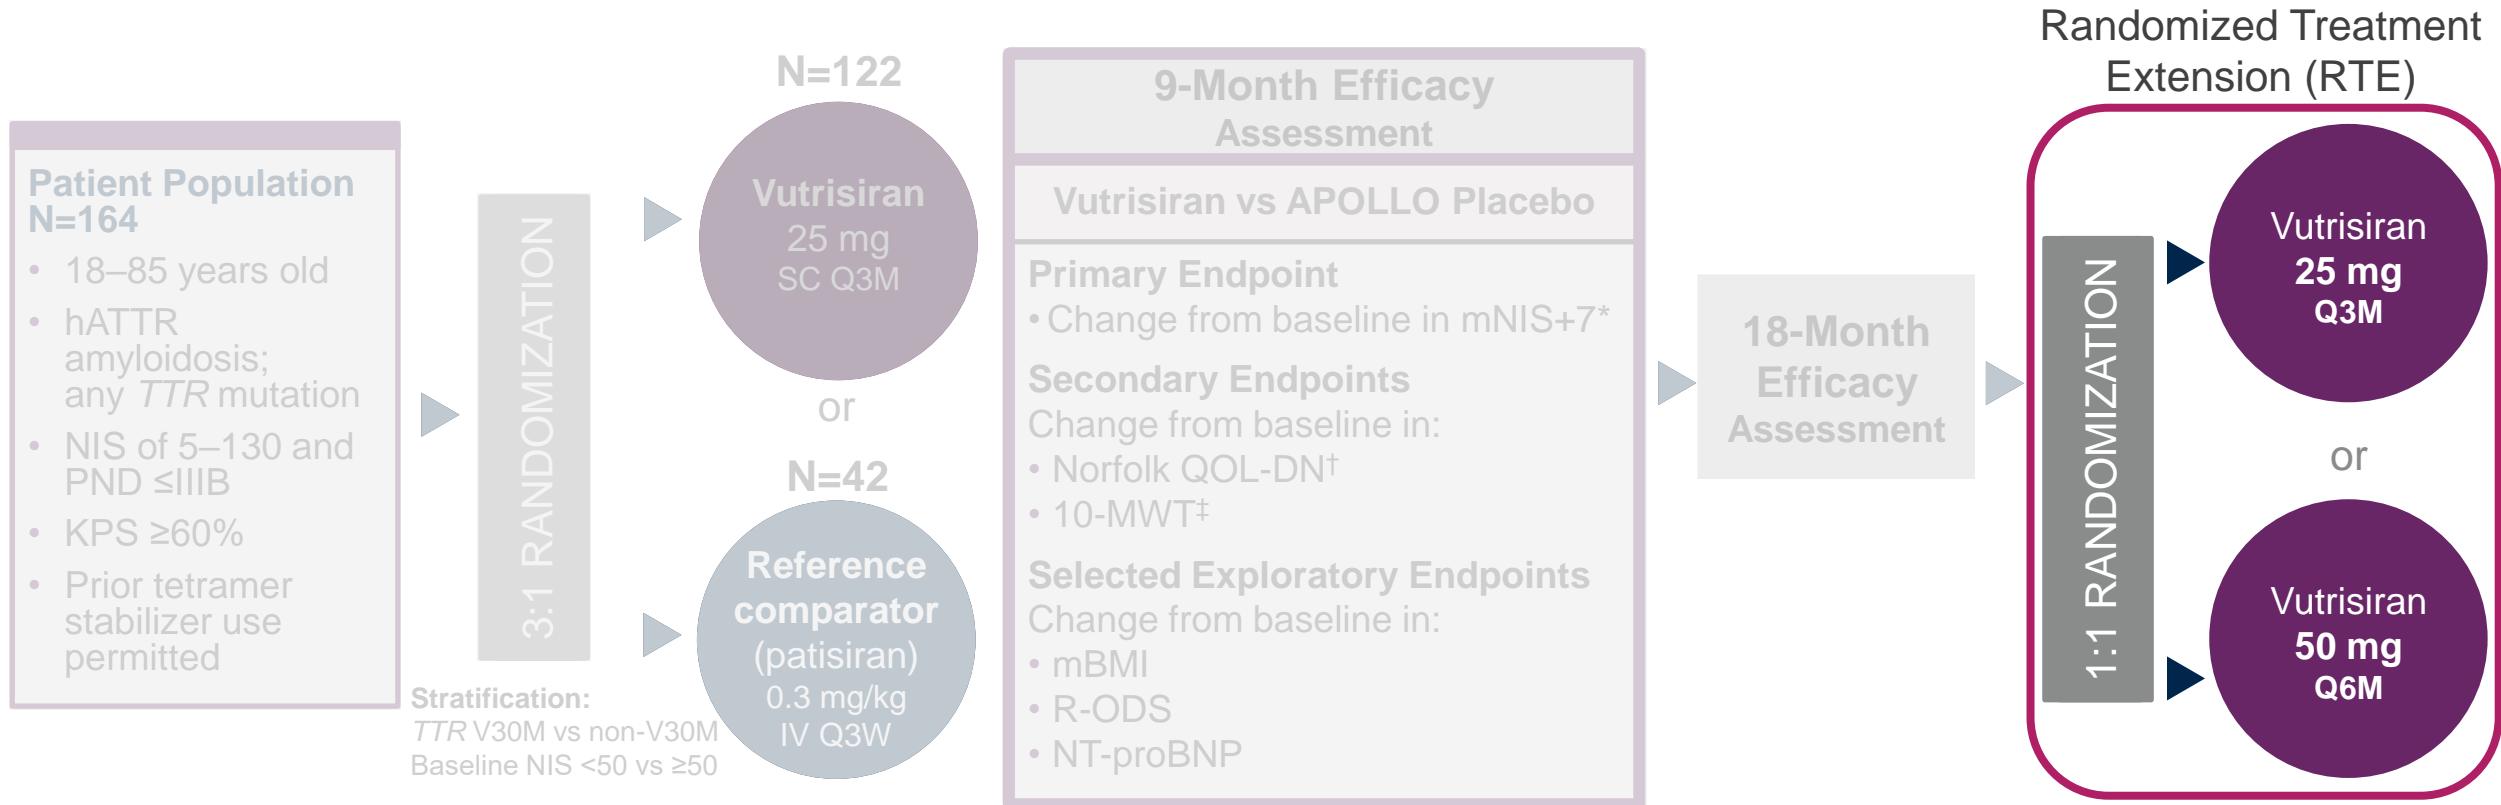 Patient Population
N=164
• 18–85 years old
• hATTR
amyloidosis;
any TTR mutation
• NIS of 5–130 and
PND ≤IIIB
• KPS ≥60%
• Prior tetramer
stabilizer use
permitted
3:1 RANDOMIZATION
Stratification:
TTR V30M vs non-V30M
Baseline NIS <50 vs ≥50
N=122
Vutrisiran
25 mg
SC Q3M
or
N=42
Reference
comparator
(patisiran)
0.3 mg/kg
IV Q3W
9-Month Efficacy
Assessment
Vutrisiran vs APOLLO Placebo
Primary Endpoint
• Change from baseline in mNIS+7*
Secondary Endpoints
Change from baseline in:
• Norfolk QOL-DN†
• 10-MWT‡
Selected Exploratory Endpoints
Change from baseline in:
• mBMI
• R-ODS
• NT-proBNP
18-Month
Efficacy
Assessment
Randomized Treatment
Extension (RTE)
1:1 RANDOMIZATION
Vutrisiran
25 mg
Q3M
or
Vutrisiran
50 mg
Q6M